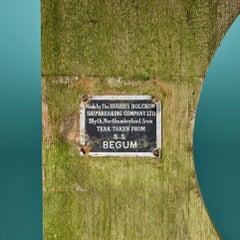 Made by The HUGHES BOLCKOW
SHIPBREAKING COMPANY LTD
Blyth, Northumberland, from
TEAK TAKEN FROM
S.S
BEGUM